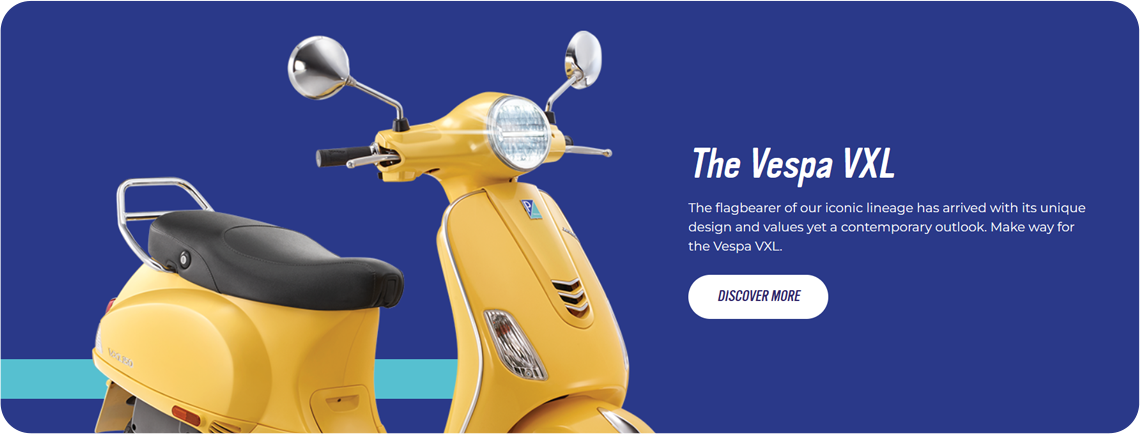 The Vespa VXL
The flagbearer of our iconic lineage has arrived with its unique
design and values yet a contemporary outlook. Make way for
the Vespa VXL.
DISCOVER MORE